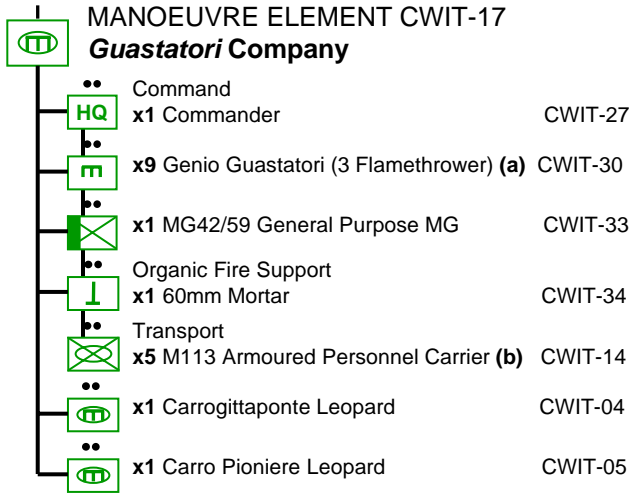 MANOEUVRE ELEMENT CWIT-17
Guastatori Company
Command
HQ x1 Commander CWIT-27
x9 Genio Guastatori (3 Flamethrower) (a) CWIT-30
x1 MG42/59 General Purpose MG CWIT-33
Organic Fire Support
x1 60mm Mortar CWIT-34
Transport
x5 M113 Armoured Personnel Carrier (b) CWIT-14
x1 Carrogittaponte Leopard CWIT-04
x1 Carro Pioniere Leopard CWIT-05